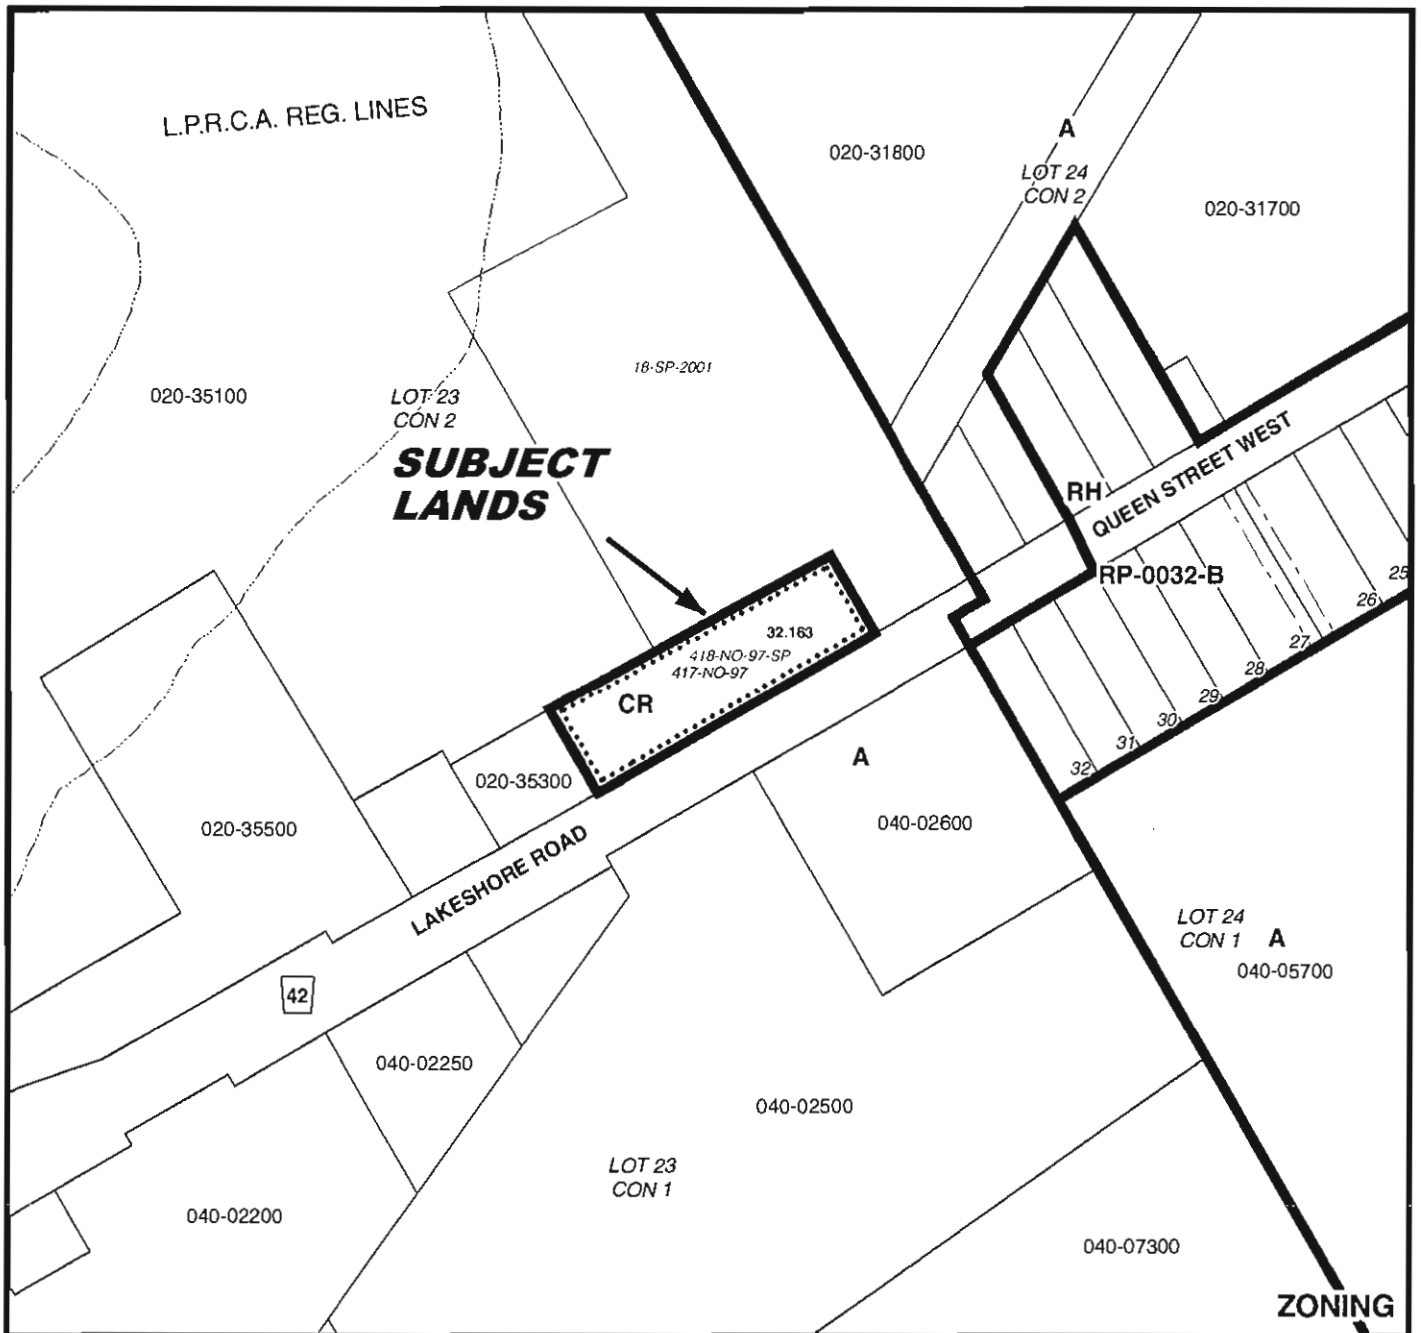 L.P.R.C.A. REG. LINES
A
020-31800
LOT 24
CON 2
020-31700
18-SP-2001
020-35100
LOT 23
CON 2
SUBJECT
LANDS
RH
QUEEN STREET WEST
RP-0032-B
25
26
27
28
29
30
31
32
32.163
418-NO-97-SP
417-NO-97
CR
A
020-35300
040-02600
020-35500
LAKESHORE ROAD
LOT 24
CON 1
A
040-05700
42
040-02250
040-02500
LOT 23
CON 1
040-02200
040-07300
ZONING